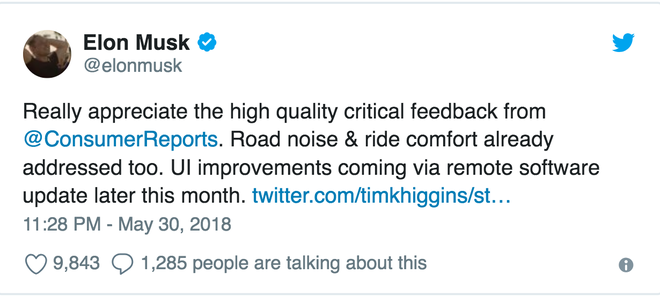 Elon Musk
@elonmusk
Really appreciate the high quality critical feedback from
@ConsumerReports. Road noise & ride comfort already
addressed too. UI improvements coming via remote software
update later this month. twitter.com/timkhiggins/st…
11:28 PM - May 30, 2018
9,843 1,285 people are talking about this